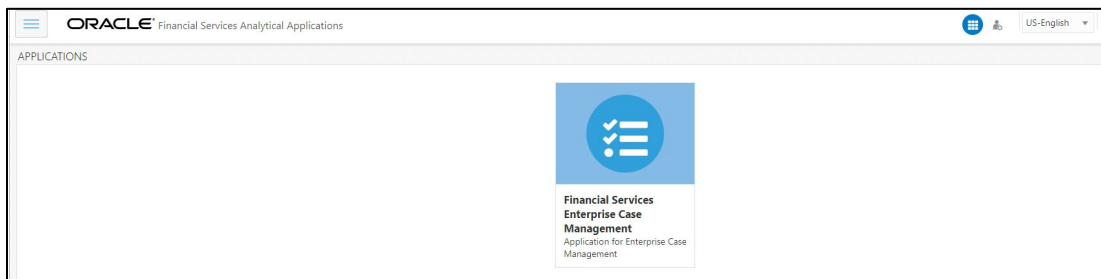 ORACLE® Financial Services Analytical Applications
US-English
APPLICATIONS
Financial Services
Enterprise Case
Management
Application for Enterprise Case
Management